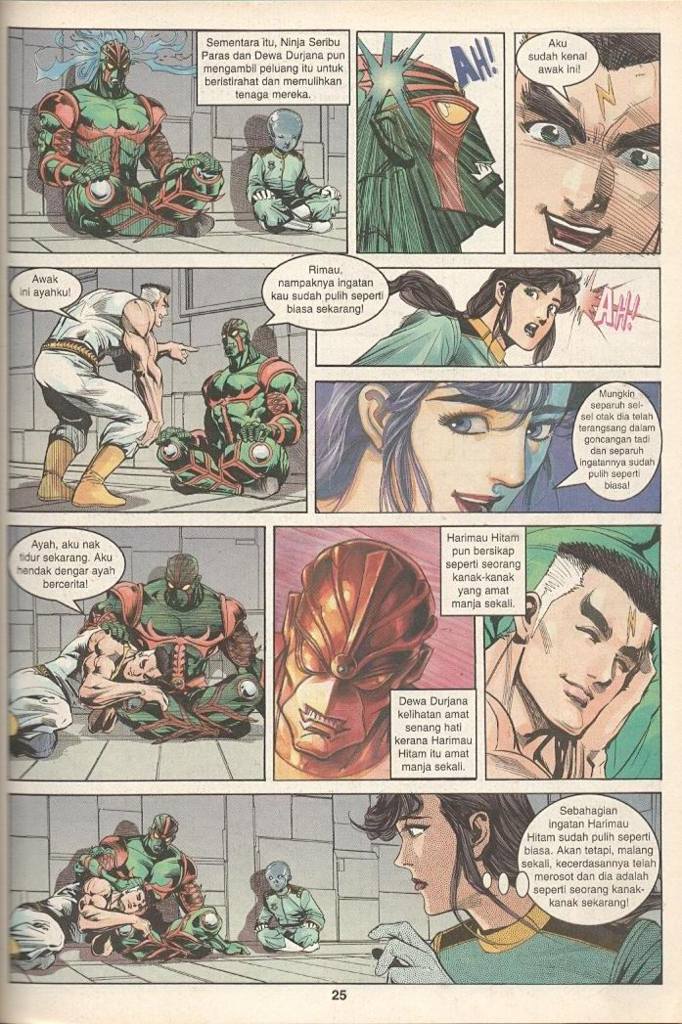 Sementara itu, Ninja Seribu
Paras dan Dewa Durjana pun
mengambil peluang itu untuk
beristirahat dan memulihkan
tenaga mereka.
AH!
Aku
sudah kenal
awak ini!
Awak
ini ayahku!
Rimau,
nampaknya ingatan
kau sudah pulih seperti
biasa sekarang!
AH!
Mungkin
separuh sel-
sel otak dia telah
terangsang dalam
goncangan tadi
dan separuh
ingatannya sudah
pulih seperti
biasa!
Ayah, aku nak
tidur sekarang. Aku
hendak dengar ayah
bercerita!
Harimau Hitam
pun bersikap
seperti seorang
kanak-kanak
yang amat
manja sekali.
Dewa Durjana
kelihatan amat
senang hati
kerana Harimau
Hitam itu amat
manja sekali.
Sebahagian
ingatan Harimau
Hitam sudah pulih seperti
biasa. Akan tetapi, malang
sekali, kecerdasannya telah
merosot dan dia adalah
seperti seorang kanak-
kanak sekarang!
25